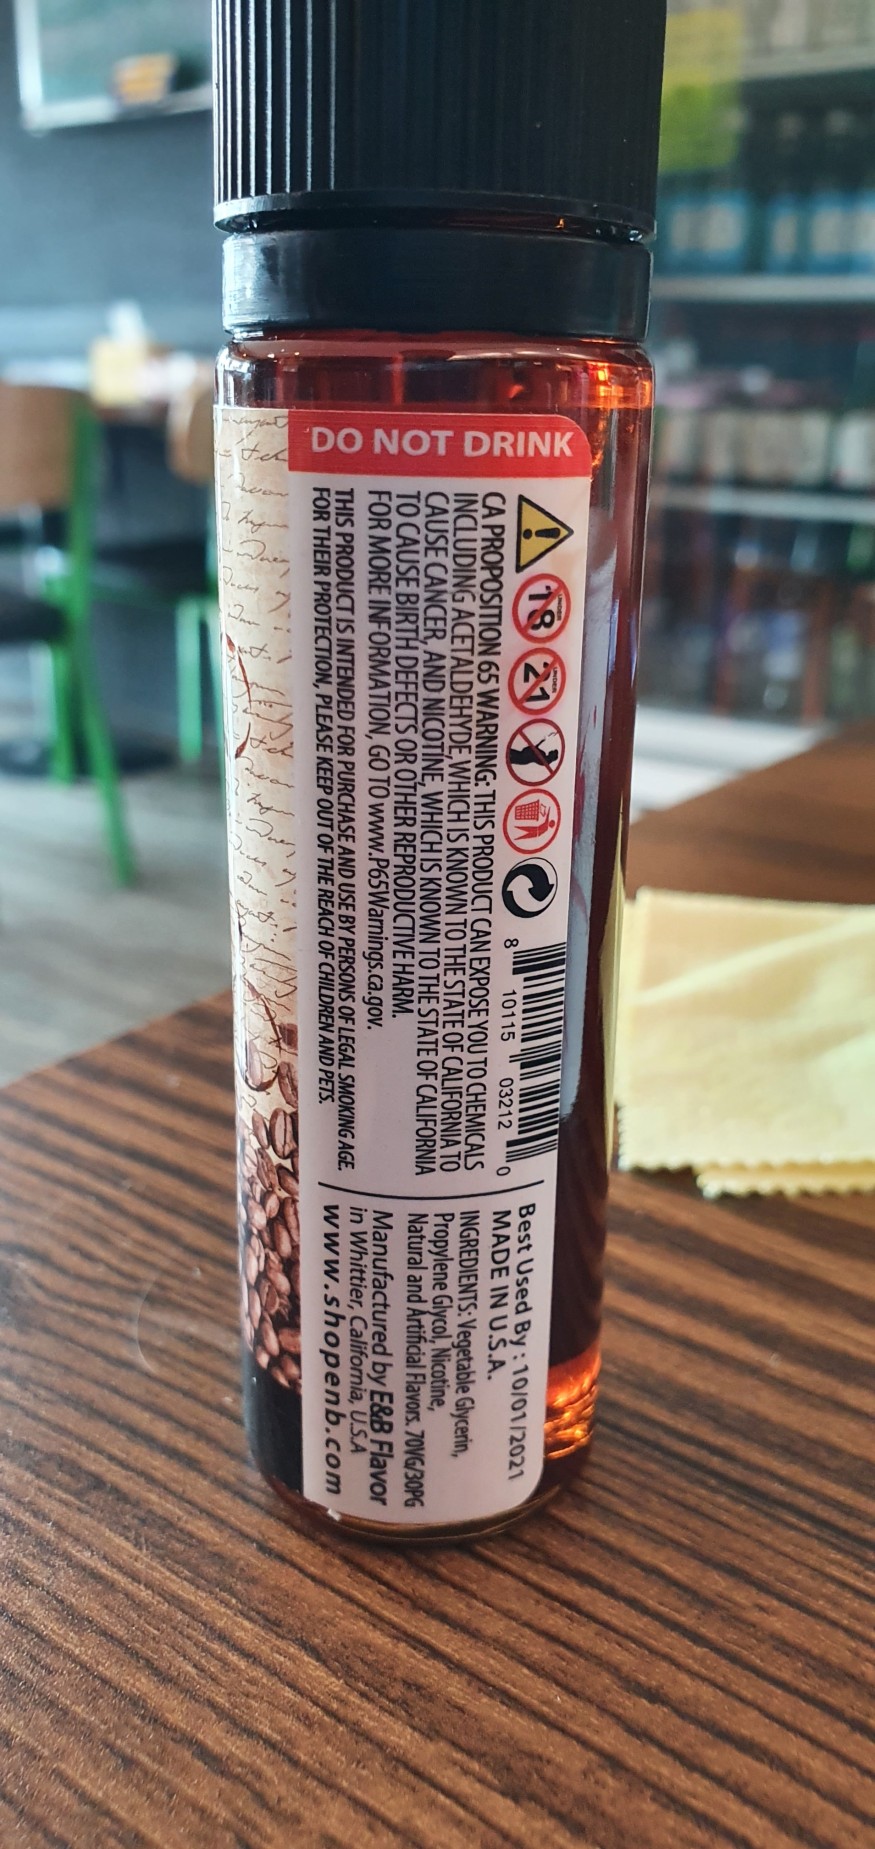 DO NOT DRINK
UNDER
18
UNDER
21
8 10115 03212 0
CA PROPOSITION 65 WARNING: THIS PRODUCT CAN EXPOSE YOU TO CHEMICALS
INCLUDING ACETALDEHYDE, WHICH IS KNOWN TO THE STATE OF CALIFORNIA TO
CAUSE CANCER, AND NICOTINE, WHICH IS KNOWN TO THE STATE OF CALIFORNIA
TO CAUSE BIRTH DEFECTS OR OTHER REPRODUCTIVE HARM.
FOR MORE INFORMATION, GO TO www.P65Warnings.ca.gov.
THIS PRODUCT IS INTENDED FOR PURCHASE AND USE BY PERSONS OF LEGAL SMOKING AGE.
FOR THEIR PROTECTION, PLEASE KEEP OUT OF THE REACH OF CHILDREN AND PETS.
Best Used By : 10/01/2021
MADE IN U.S.A.
INGREDIENTS: Vegetable Glycerin,
Propylene Glycol, Nicotine,
Natural and Artificial Flavors. 70VG/30PG
Manufactured by E&B Flavor
in Whittier, California, U.S.A
www.shopenb.com